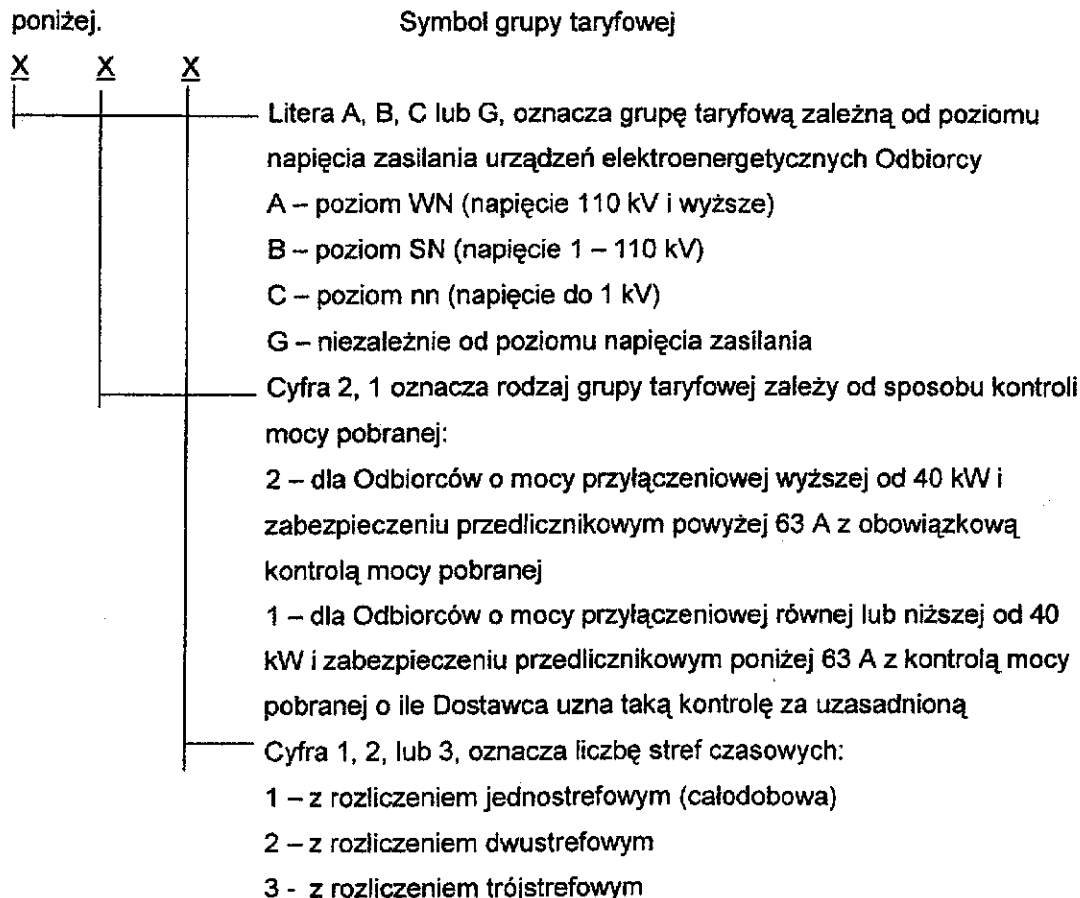 poniżej. Symbol grupy taryfowej
X X X
Litera A, B, C lub G, oznacza grupę taryfową zależną od poziomu
napięcia zasilania urządzeń elektroenergetycznych Odbiorcy
A – poziom WN (napięcie 110 kV i wyższe)
B – poziom SN (napięcie 1 – 110 kV)
C – poziom nn (napięcie do 1 kV)
G – niezależnie od poziomu napięcia zasilania
Cyfra 2, 1 oznacza rodzaj grupy taryfowej zależy od sposobu kontroli
mocy pobranej:
2 – dla Odbiorców o mocy przyłączeniowej wyższej od 40 kW i
zabezpieczeniu przedlicznikowym powyżej 63 A z obowiązkową
kontrolą mocy pobranej
1 – dla Odbiorców o mocy przyłączeniowej równej lub niższej od 40
kW i zabezpieczeniu przedlicznikowym poniżej 63 A z kontrolą mocy
pobranej o ile Dostawca uzna taką kontrolę za uzasadnioną
Cyfra 1, 2, lub 3, oznacza liczbę stref czasowych:
1 – z rozliczeniem jednostrefowym (całodobowa)
2 – z rozliczeniem dwustrefowym
3 - z rozliczeniem trójstrefowym